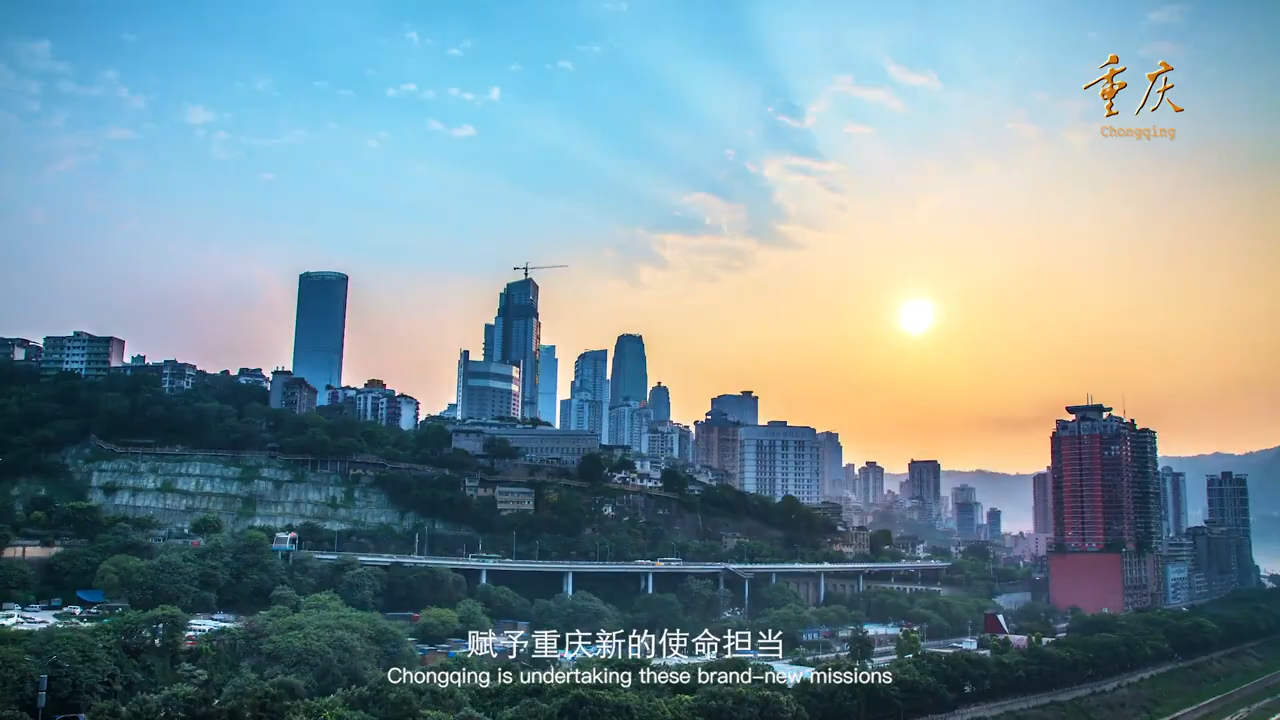 重庆
Chongqing
赋予重庆新的使命担当
Chongqing is undertaking these brand-new missions